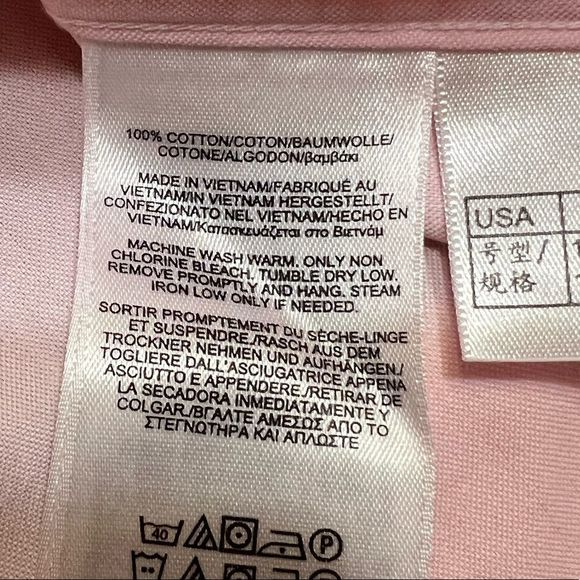 100% COTTON/COTON/BAUMWOLLE/
COTONE/ALGODON/Βαμβάκι
MADE IN VIETNAM/FABRIQUÉ AU
VIETNAM/IN VIETNAM HERGESTELLT/
CONFEZIONATO NEL VIETNAM/HECHO EN
VIETNAM/Κατασκευάζεται στο Βιετνάμ
MACHINE WASH WARM. ONLY NON
CHLORINE BLEACH. TUMBLE DRY LOW.
REMOVE PROMPTLY AND HANG. STEAM
IRON LOW ONLY IF NEEDED.
SORTIR PROMPTEMENT DU SÈCHE-LINGE
ET SUSPENDRE./RASCH AUS DEM
TROCKNER NEHMEN UND AUFHÄNGEN./
TOGLIERE DALL'ASCIUGATRICE APPENA
ASCIUTTO E APPENDERE./RETIRAR DE
LA SECADORA INMEDIATAMENTE Y
COLGAR./ΒΓΑΛΤΕ ΑΜΕΣΩΣ ΑΠΟ ΤΟ
ΣΤΕΓΝΩΤΗΡΑ ΚΑΙ ΑΠΛΩΣΤΕ
40 P
USA
号型/
规格